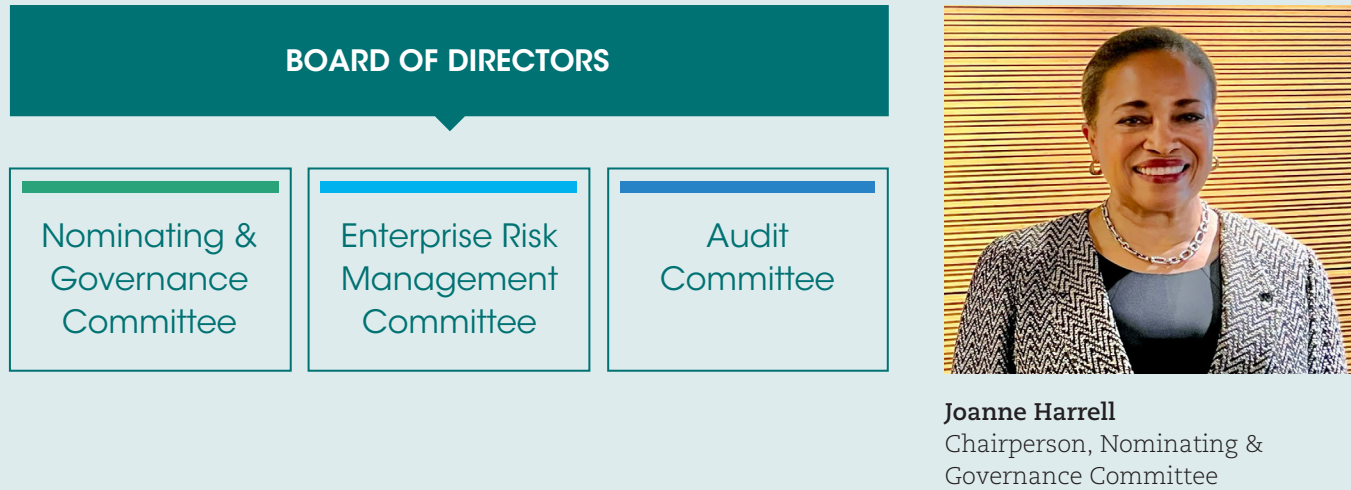 BOARD OF DIRECTORS
Nominating &
Governance
Committee
Enterprise Risk
Management
Committee
Audit
Committee
Joanne Harrell
Chairperson, Nominating &
Governance Committee